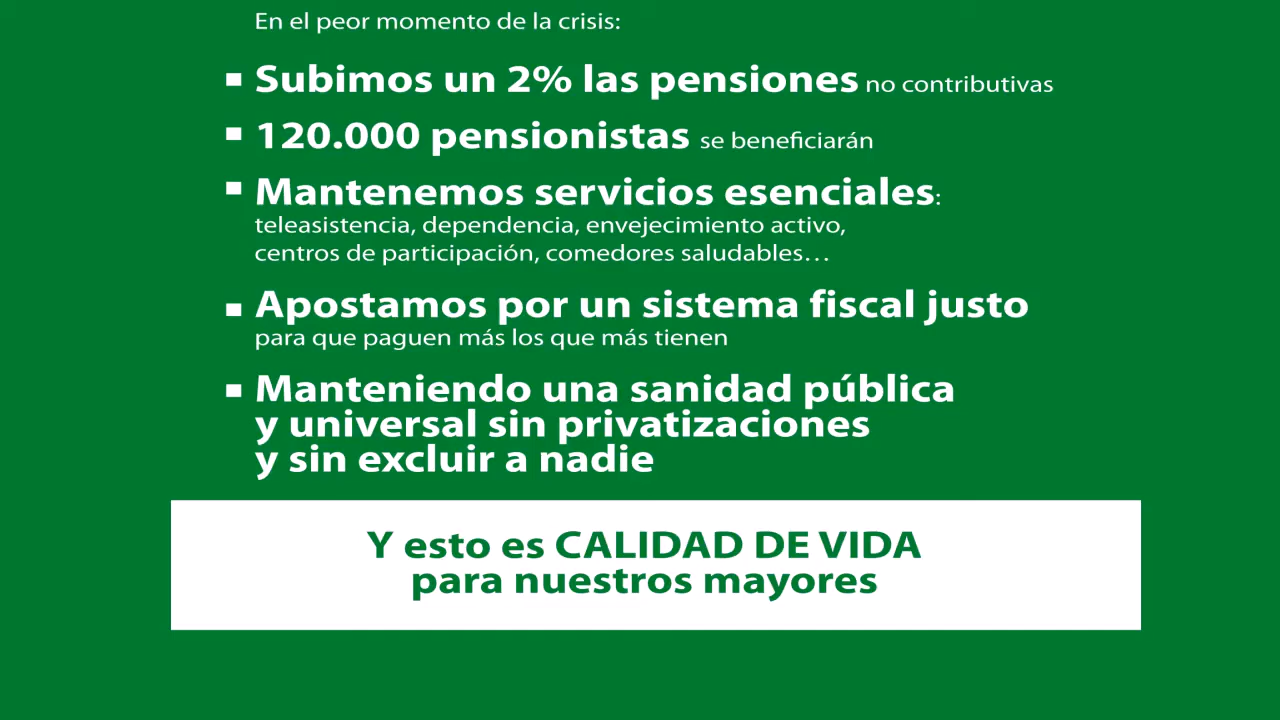 En el peor momento de la crisis:
Subimos un 2% las pensiones no contributivas
120.000 pensionistas se beneficiarán
Mantenemos servicios esenciales:
teleasistencia, dependencia, envejecimiento activo,
centros de participación, comedores saludables…
Apostamos por un sistema fiscal justo
para que paguen más los que más tienen
Manteniendo una sanidad pública
y universal sin privatizaciones
y sin excluir a nadie
Y esto es CALIDAD DE VIDA
para nuestros mayores